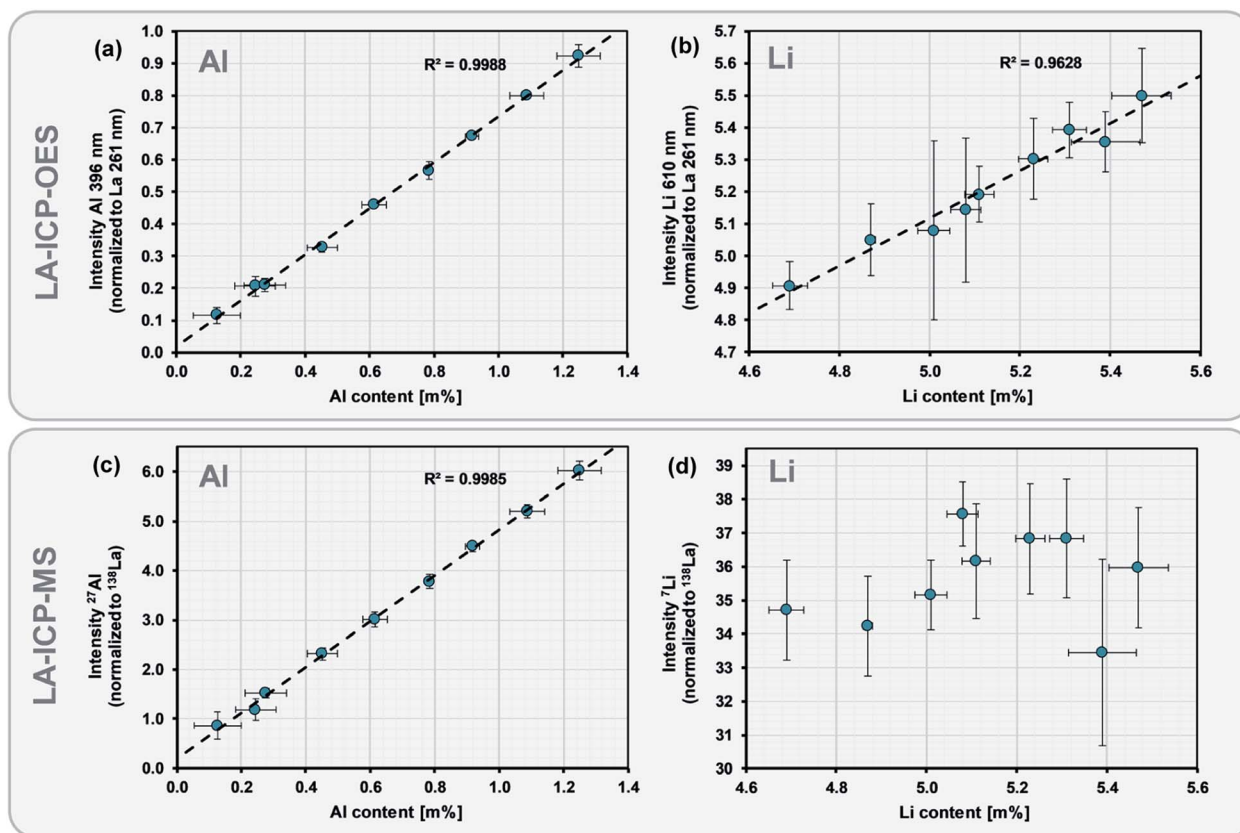 LA-ICP-OES
(a)
Al
R² = 0.9988
Intensity Al 396 nm
(normalized to La 261 nm)
1.0
0.9
0.8
0.7
0.6
0.5
0.4
0.3
0.2
0.1
0.0
0.0 0.2 0.4 0.6 0.8 1.0 1.2 1.4
Al content [m%]
(b)
Li
R² = 0.9628
Intensity Li 610 nm
(normalized to La 261 nm)
5.7
5.6
5.5
5.4
5.3
5.2
5.1
5.0
4.9
4.8
4.7
4.6 4.8 5.0 5.2 5.4 5.6
Li content [m%]
LA-ICP-MS
(c)
Al
R² = 0.9985
Intensity ²⁷Al
(normalized to ¹³⁸La)
6.0
5.0
4.0
3.0
2.0
1.0
0.0
0.0 0.2 0.4 0.6 0.8 1.0 1.2 1.4
Al content [m%]
(d)
Li
Intensity ⁷Li
(normalized to ¹³⁸La)
39
38
37
36
35
34
33
32
31
30
4.6 4.8 5.0 5.2 5.4 5.6
Li content [m%]